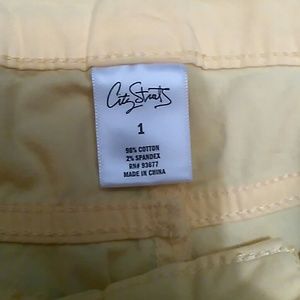 City Streets
1
98% COTTON
2% SPANDEX
RN# 93677
MADE IN CHINA